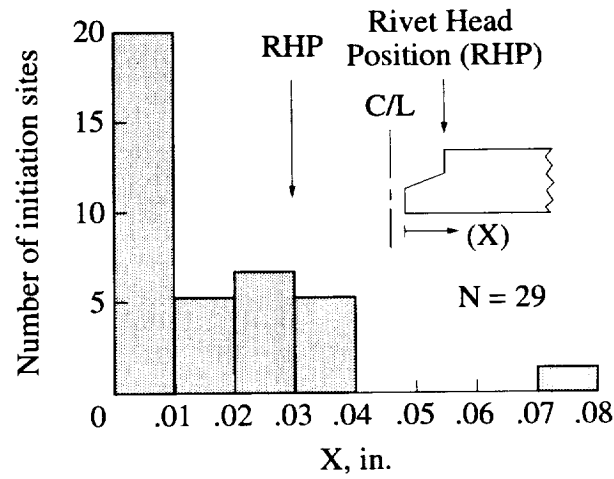 20
15
10
5
0
Number of initiation sites
RHP
Rivet Head
Position (RHP)
C/L
(X)
N = 29
.01 .02 .03 .04 .05 .06 .07 .08
X, in.